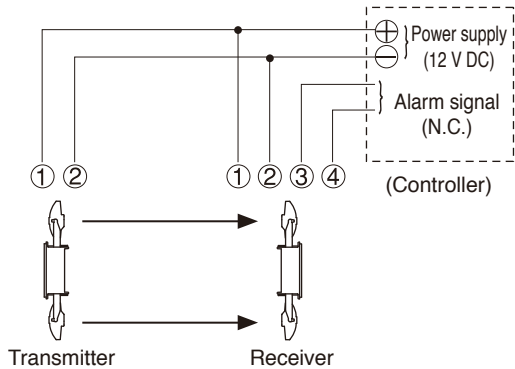 ⊕ Power supply
⊖ (12 V DC)
Alarm signal
(N.C.)
① ② ① ② ③ ④
(Controller)
Transmitter Receiver